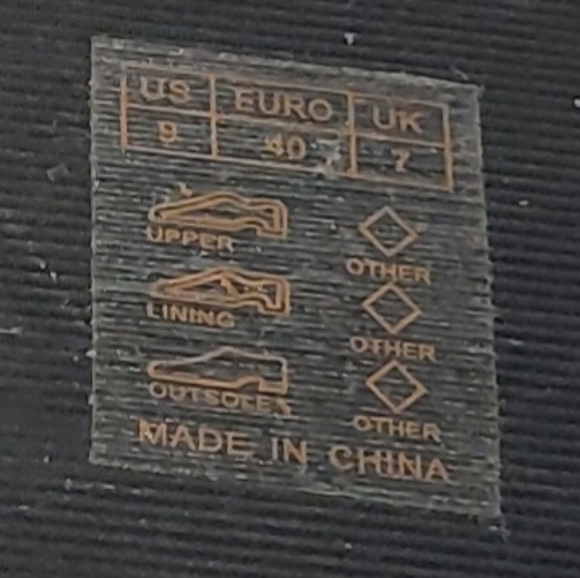 US EURO UK
9 40 7
UPPER OTHER
LINING OTHER
OUTSOLE OTHER
MADE IN CHINA